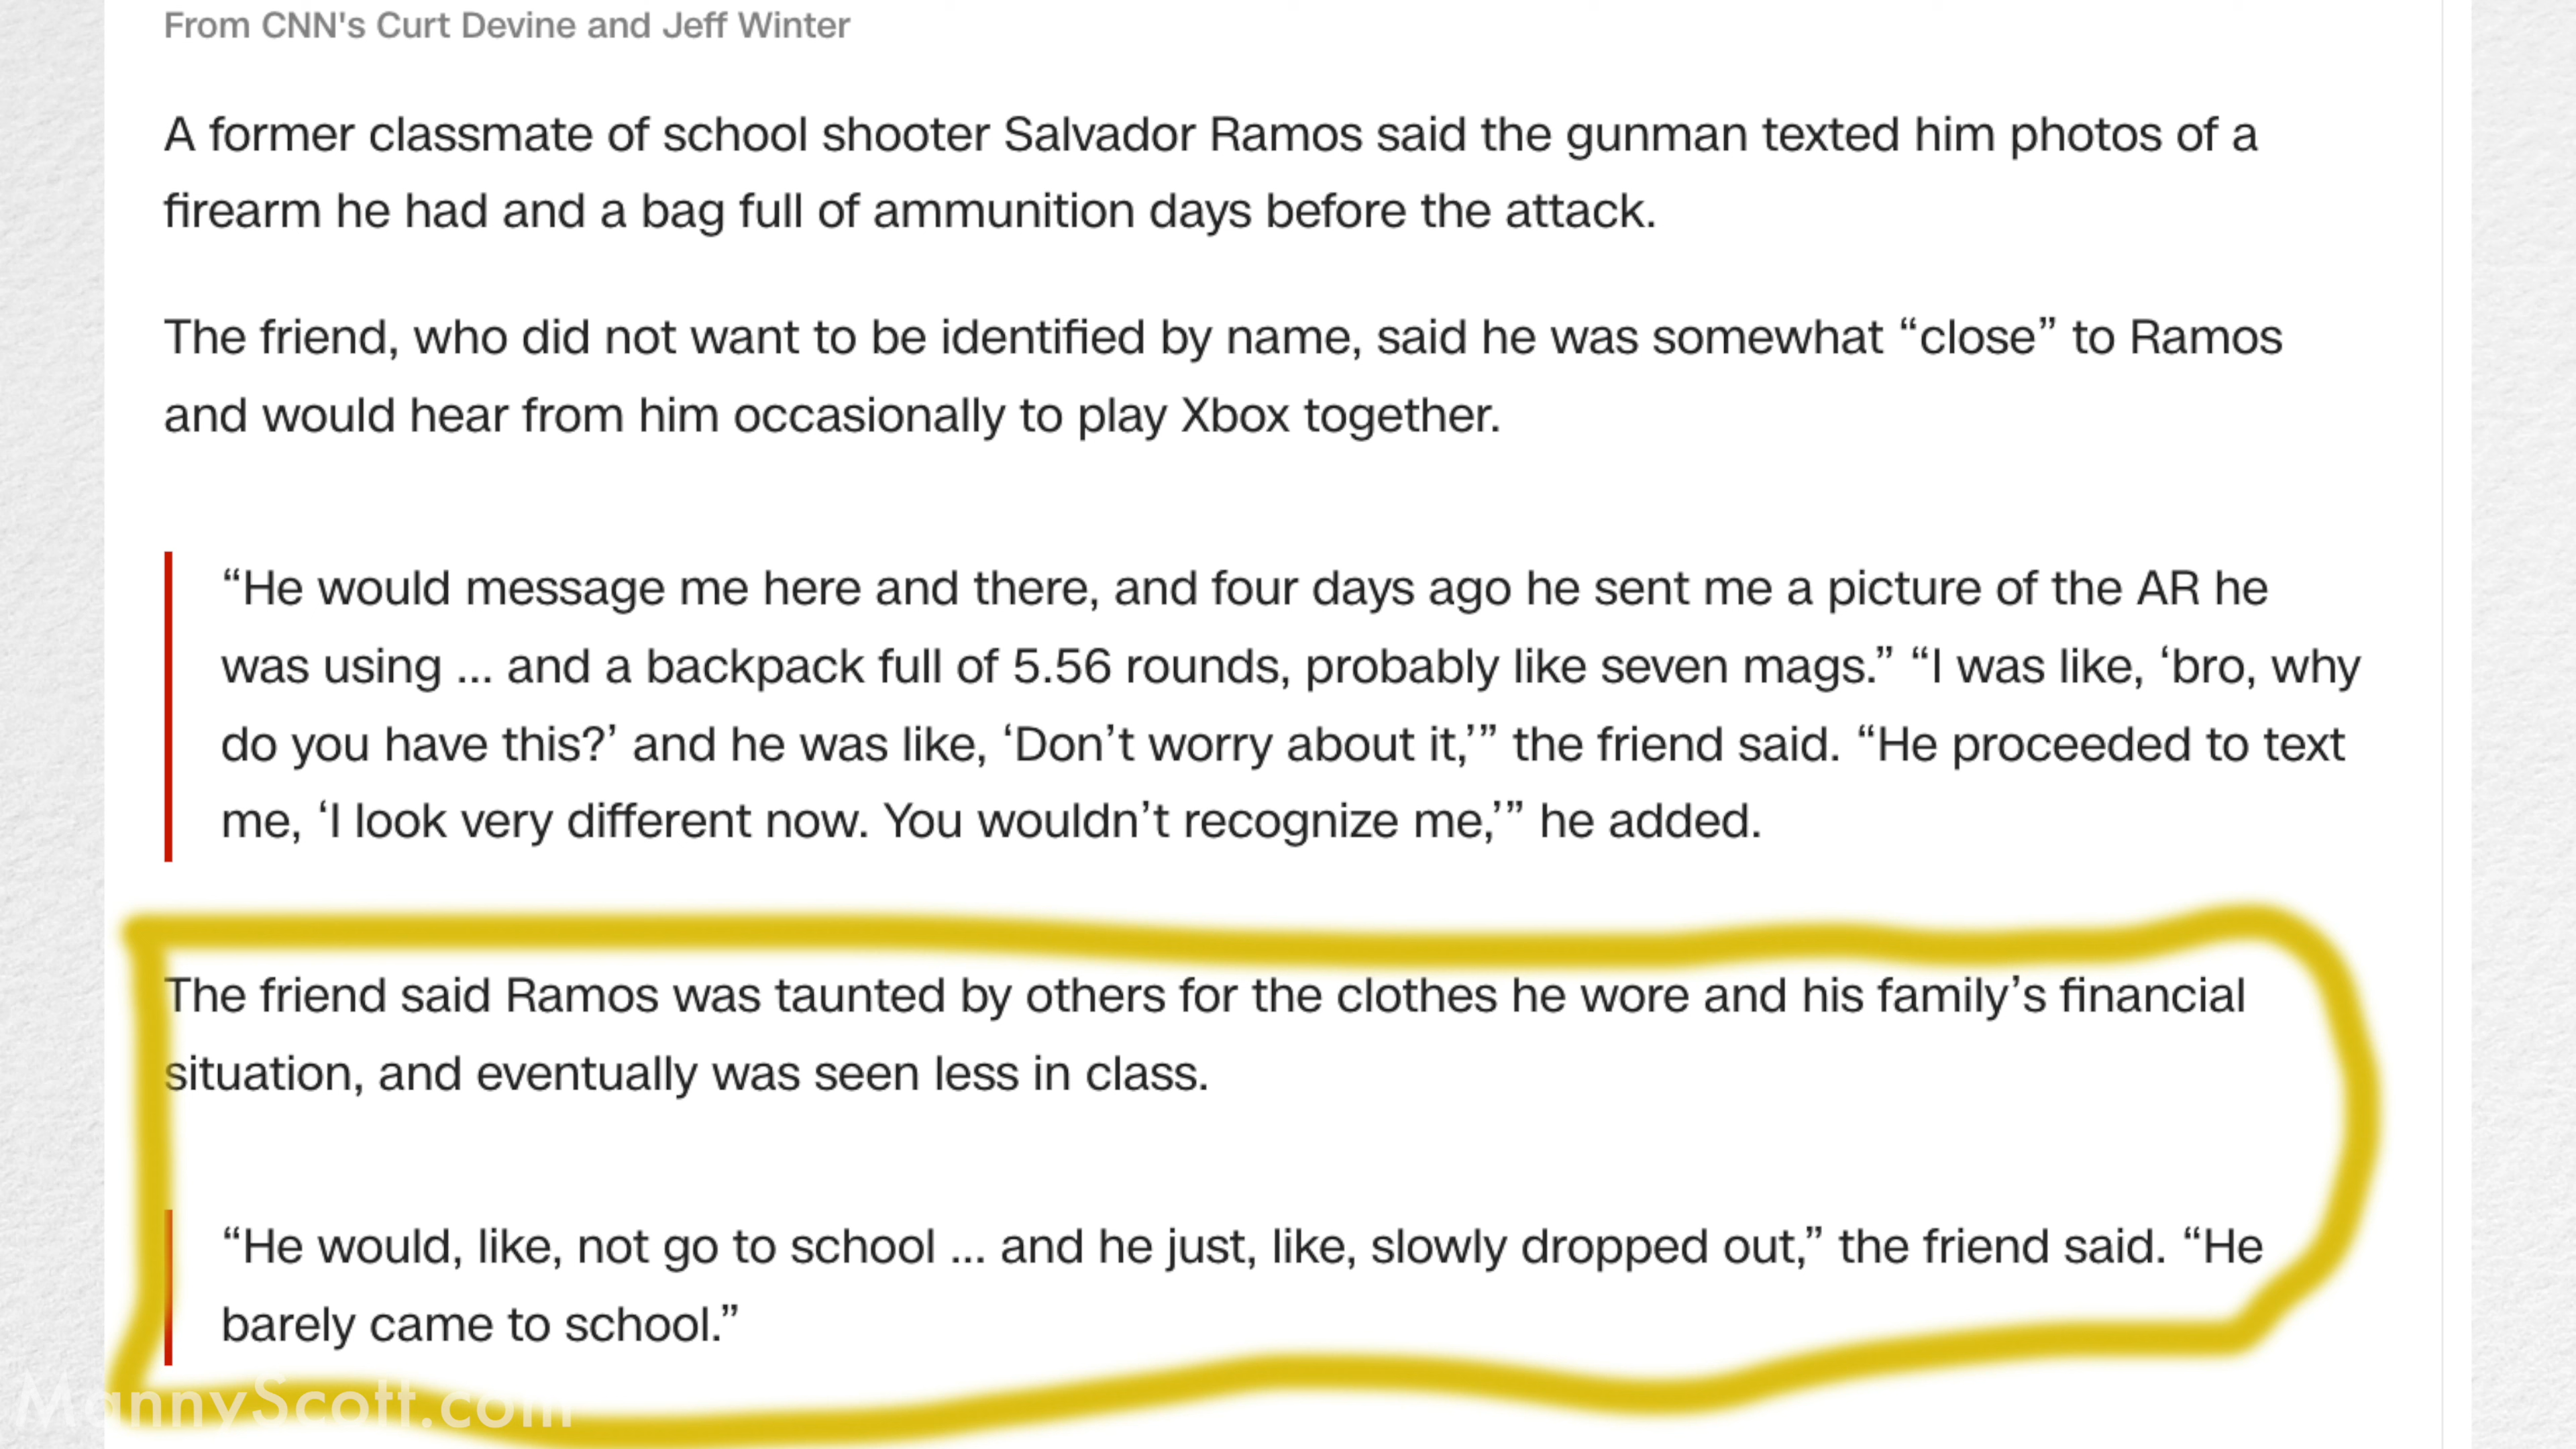 From CNN's Curt Devine and Jeff Winter
A former classmate of school shooter Salvador Ramos said the gunman texted him photos of a
firearm he had and a bag full of ammunition days before the attack.
The friend, who did not want to be identified by name, said he was somewhat “close” to Ramos
and would hear from him occasionally to play Xbox together.
“He would message me here and there, and four days ago he sent me a picture of the AR he
was using ... and a backpack full of 5.56 rounds, probably like seven mags.” “I was like, ‘bro, why
do you have this?’ and he was like, ‘Don’t worry about it,’” the friend said. “He proceeded to text
me, ‘I look very different now. You wouldn’t recognize me,’” he added.
The friend said Ramos was taunted by others for the clothes he wore and his family’s financial
situation, and eventually was seen less in class.
“He would, like, not go to school ... and he just, like, slowly dropped out,” the friend said. “He
barely came to school.”
MannyScott.com